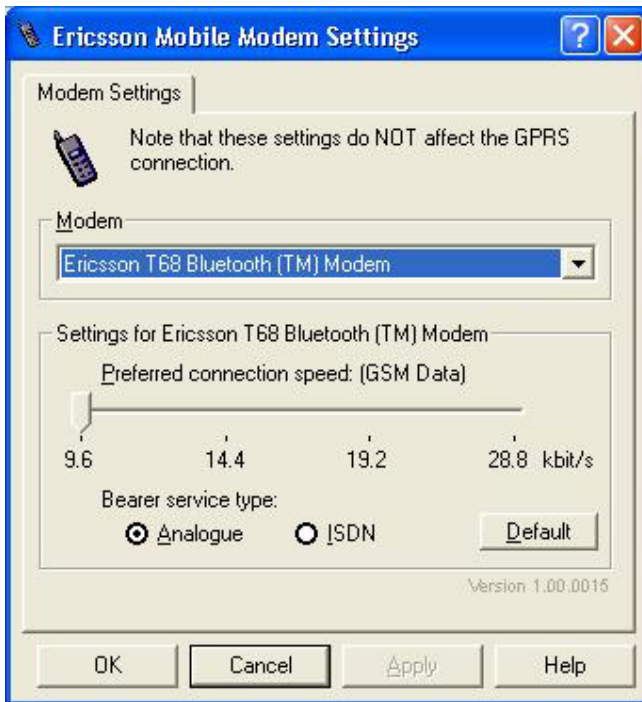 Ericsson Mobile Modem Settings
Modem Settings
Note that these settings do NOT affect the GPRS
connection.
Modem
Ericsson T68 Bluetooth (TM) Modem
Settings for Ericsson T68 Bluetooth (TM) Modem
Preferred connection speed: (GSM Data)
9.6 14.4 19.2 28.8 kbit/s
Bearer service type:
Analogue ISDN Default
Version 1.00.0015
OK Cancel Apply Help